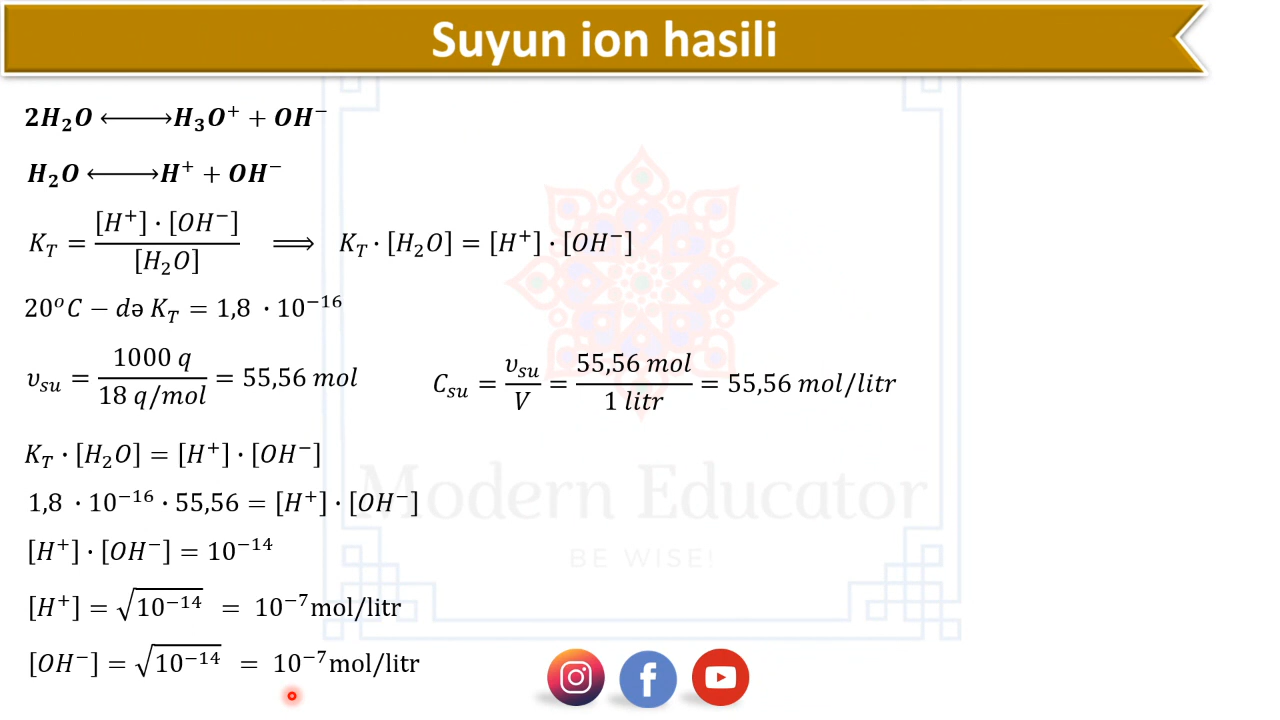 Suyun ion hasili
2H₂O ⟷ H₃O⁺ + OH⁻
H₂O ⟷ H⁺ + OH⁻
K_T = [H⁺] · [OH⁻] / [H₂O] ⟹ K_T · [H₂O] = [H⁺] · [OH⁻]
20ᵒC − də K_T = 1,8 · 10⁻¹⁶
υ_su = 1000 q / 18 q/mol = 55,56 mol
C_su = υ_su / V = 55,56 mol / 1 litr = 55,56 mol/litr
K_T · [H₂O] = [H⁺] · [OH⁻]
1,8 · 10⁻¹⁶ · 55,56 = [H⁺] · [OH⁻]
[H⁺] · [OH⁻] = 10⁻¹⁴
[H⁺] = √10⁻¹⁴ = 10⁻⁷mol/litr
[OH⁻] = √10⁻¹⁴ = 10⁻⁷mol/litr
Modern Educator
BE WISE!